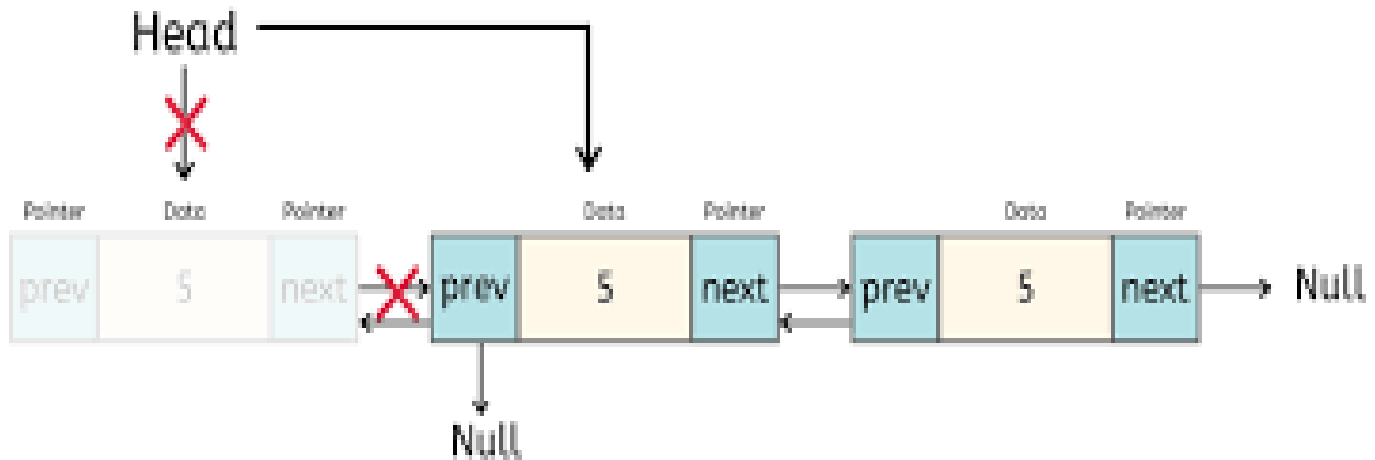 Head
Pointer Data Pointer Data Pointer Data Pointer
prev 5 next prev 5 next prev 5 next Null
Null